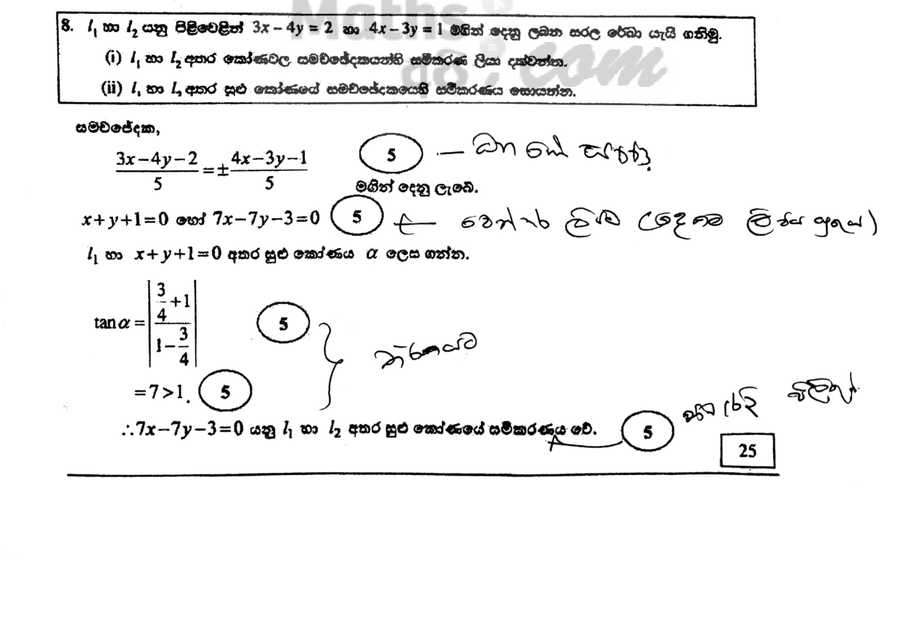 Maths
අපි .com
8. l₁ හා l₂ යනු පිළිවෙළින් 3x − 4y = 2 හා 4x − 3y = 1 මගින් දෙනු ලබන සරල රේඛා යැයි ගනිමු.
(i) l₁ හා l₂ අතර කෝණවල සමච්ඡේදකයන්හි සමීකරණ ලියා දක්වන්න.
(ii) l₁ හා l₂ අතර සුළු කෝණයේ සමච්ඡේදකයෙහි සමීකරණය සොයන්න.
සමච්ඡේදක,
(3x−4y−2)/5 = ±(4x−3y−1)/5 5
මගින් දෙනු ලැබේ.
x+y+1=0 හෝ 7x−7y−3=0 5
l₁ හා x+y+1=0 අතර සුළු කෝණය α ලෙස ගන්න.
tan α = |(3/4+1)/(1−3/4)| 5
=7>1. 5
∴7x−7y−3=0 යනු l₁ හා l₂ අතර සුළු කෝණයේ සමීකරණය වේ. 5
25